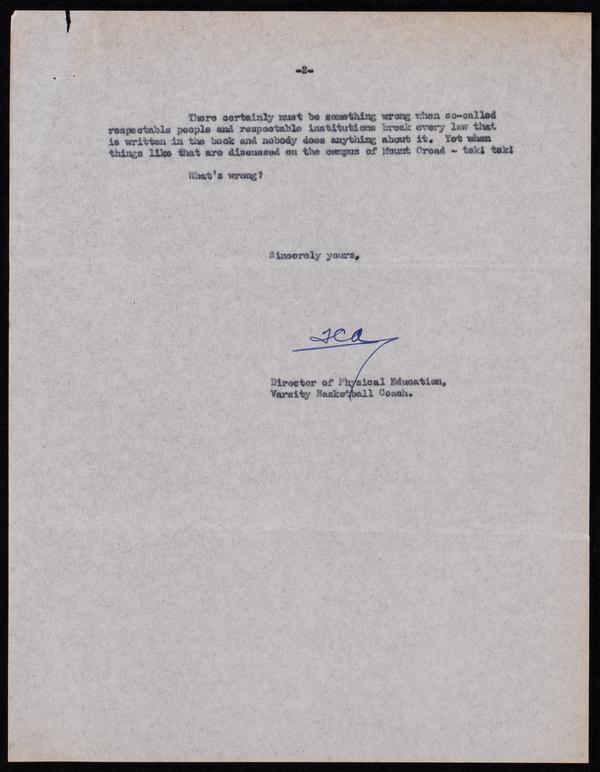 -2-
There certainly must be something wrong when so-called
respectable people and respectable institutions break every law that
is written in the book and nobody does anything about it. Yet when
things like that are discussed on the campus of Mount Oread - tsk! tsk!
What's wrong?
Sincerely yours,
FCA
Director of Physical Education,
Varsity Basketball Coach.